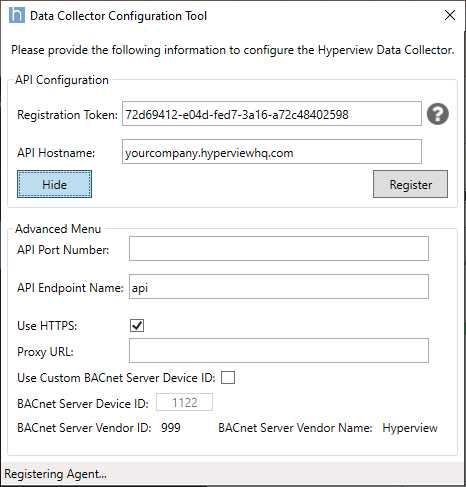 Data Collector Configuration Tool
Please provide the following information to configure the Hyperview Data Collector.
API Configuration
Registration Token: 72d69412-e04d-fed7-3a16-a72c48402598
API Hostname: yourcompany.hyperviewhq.com
Hide Register
Advanced Menu
API Port Number:
API Endpoint Name: api
Use HTTPS:
Proxy URL:
Use Custom BACnet Server Device ID:
BACnet Server Device ID: 1122
BACnet Server Vendor ID: 999 BACnet Server Vendor Name: Hyperview
Registering Agent...